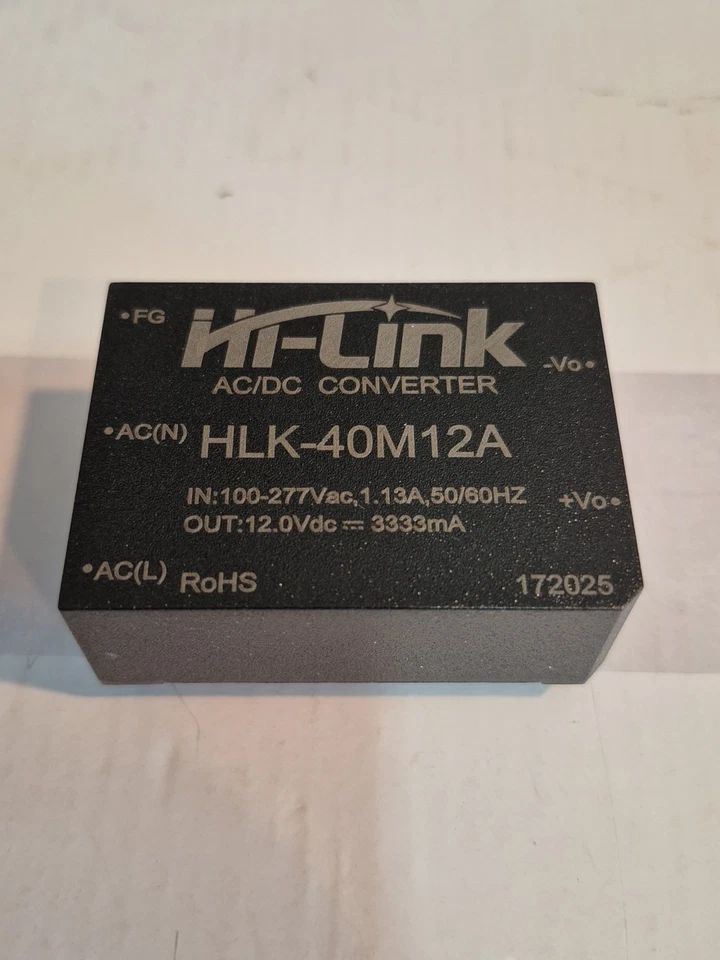 •FG
Hi-Link
-Vo•
AC/DC CONVERTER
•AC(N)
HLK-40M12A
IN:100-277Vac,1.13A,50/60HZ
+Vo•
OUT:12.0Vdc ⎓ 3333mA
•AC(L)
RoHS
172025